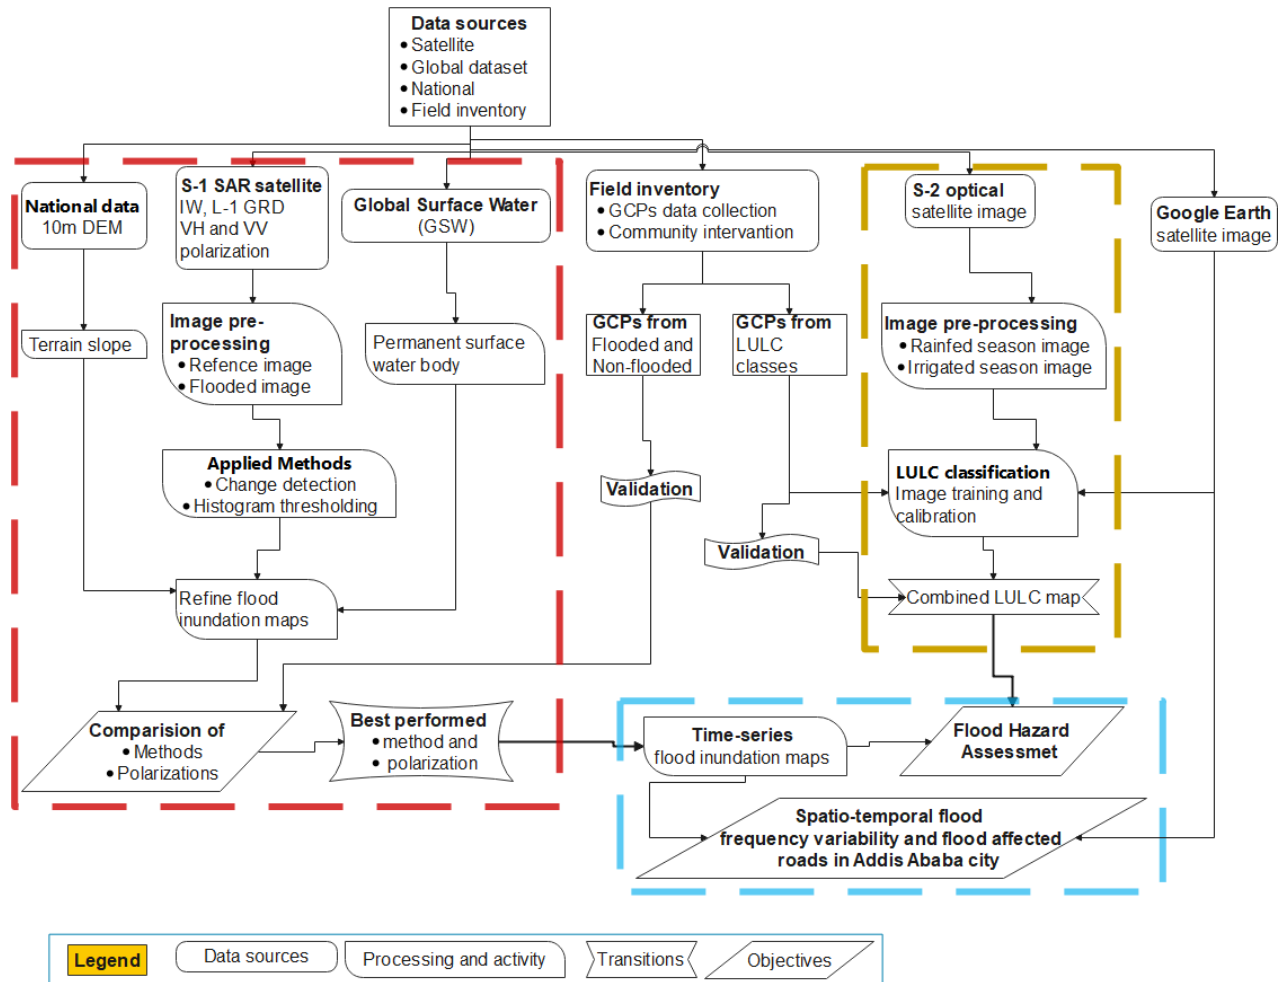 Data sources
• Satellite
• Global dataset
• National
• Field inventory
National data
10m DEM
S-1 SAR satellite
IW, L-1 GRD
VH and VV
polarization
Global Surface Water
(GSW)
Field inventory
• GCPs data collection
• Community intervantion
S-2 optical
satellite image
Google Earth
satellite image
Terrain slope
Image pre-
processing
• Refence image
• Flooded image
Permanent surface
water body
GCPs from
Flooded and
Non-flooded
GCPs from
LULC
classes
Image pre-processing
• Rainfed season image
• Irrigated season image
Applied Methods
• Change detection
• Histogram thresholding
Validation
LULC classification
Image training and
calibration
Validation
Refine flood
inundation maps
Combined LULC map
Comparision of
• Methods
• Polarizations
Best performed
• method and
• polarization
Time-series
flood inundation maps
Flood Hazard
Assessmet
Spatio-temporal flood
frequency variability and flood affected
roads in Addis Ababa city
Legend
Data sources
Processing and activity
Transitions
Objectives